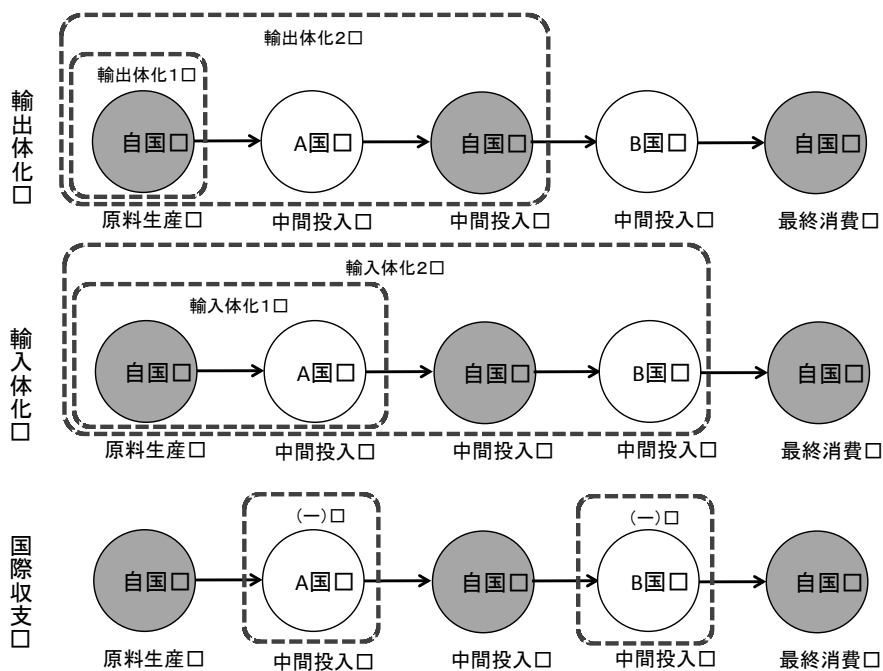 輸出体化2□
輸出体化1□
輸出体化□
自国□ A国□ 自国□ B国□ 自国□
原料生産□ 中間投入□ 中間投入□ 中間投入□ 最終消費□
輸入体化2□
輸入体化1□
輸入体化□
自国□ A国□ 自国□ B国□ 自国□
原料生産□ 中間投入□ 中間投入□ 中間投入□ 最終消費□
(ー)□ (ー)□
国際収支□
自国□ A国□ 自国□ B国□ 自国□
原料生産□ 中間投入□ 中間投入□ 中間投入□ 最終消費□